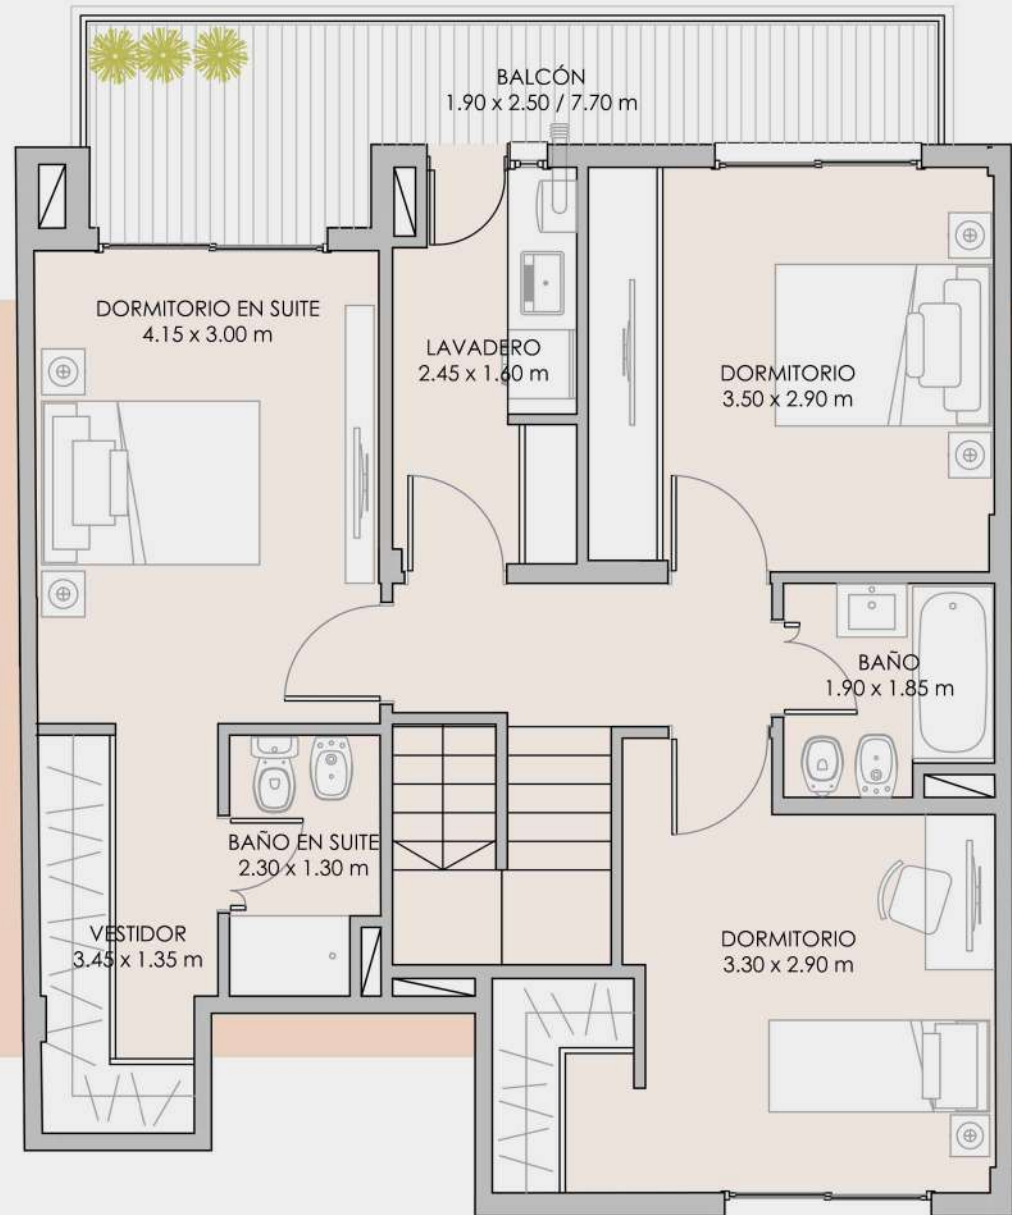 BALCÓN
1.90 x 2.50 / 7.70 m
DORMITORIO EN SUITE
4.15 x 3.00 m
LAVADERO
2.45 x 1.60 m
DORMITORIO
3.50 x 2.90 m
BAÑO
1.90 x 1.85 m
BAÑO EN SUITE
2.30 x 1.30 m
VESTIDOR
3.45 x 1.35 m
DORMITORIO
3.30 x 2.90 m